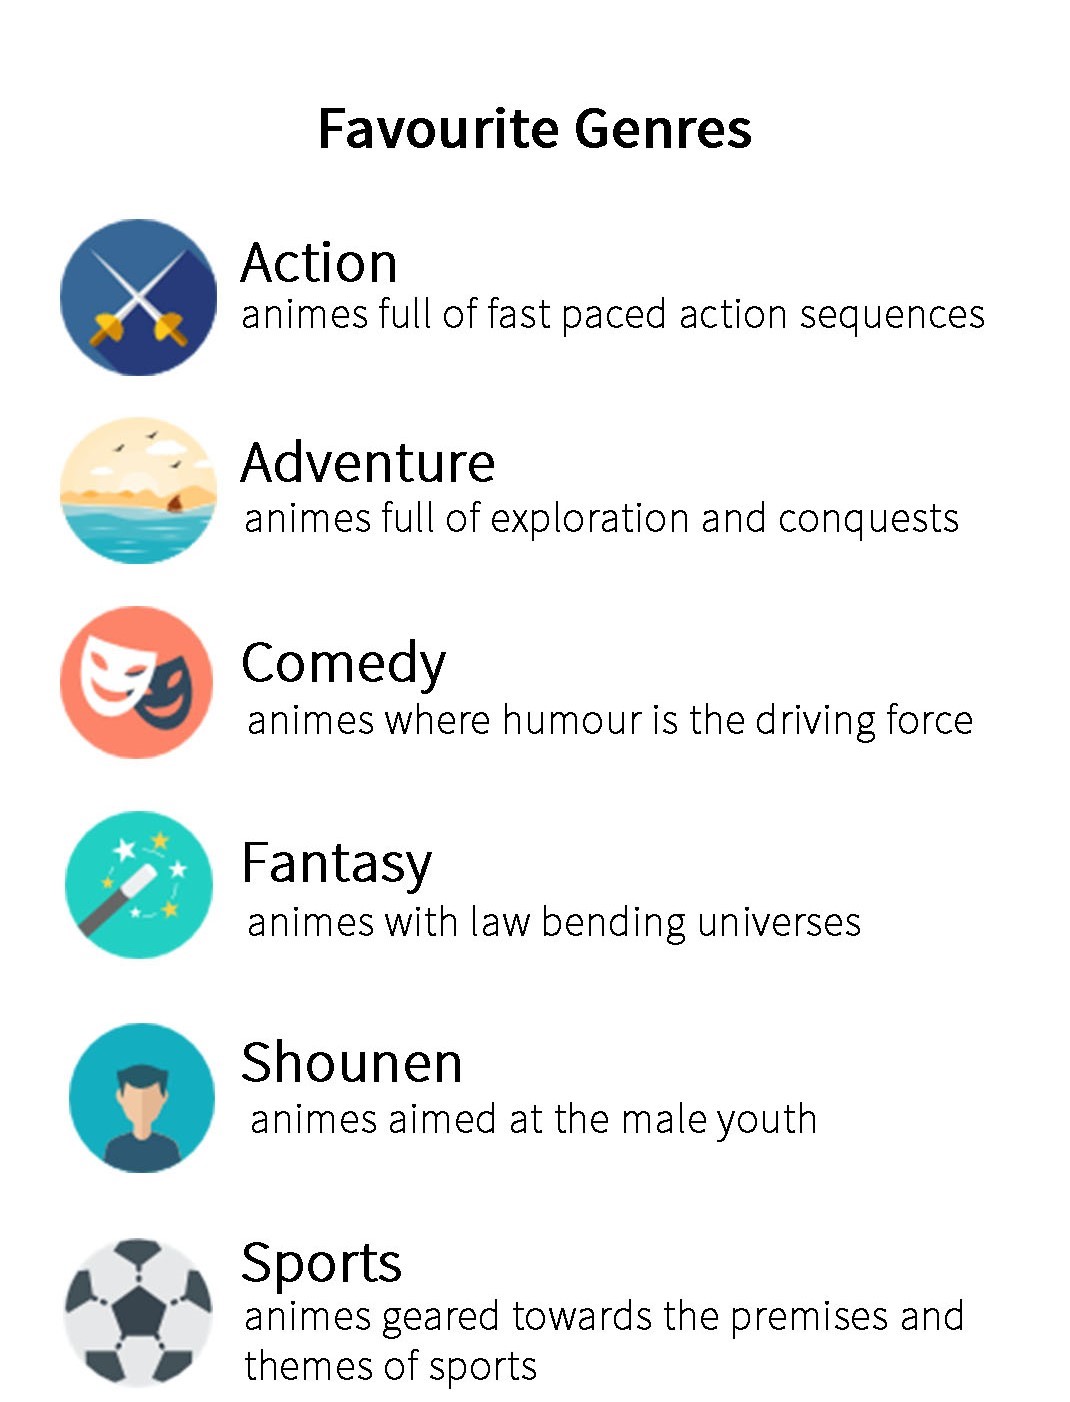 Favourite Genres
Action
animes full of fast paced action sequences
Adventure
animes full of exploration and conquests
Comedy
animes where humour is the driving force
Fantasy
animes with law bending universes
Shounen
animes aimed at the male youth
Sports
animes geared towards the premises and
themes of sports